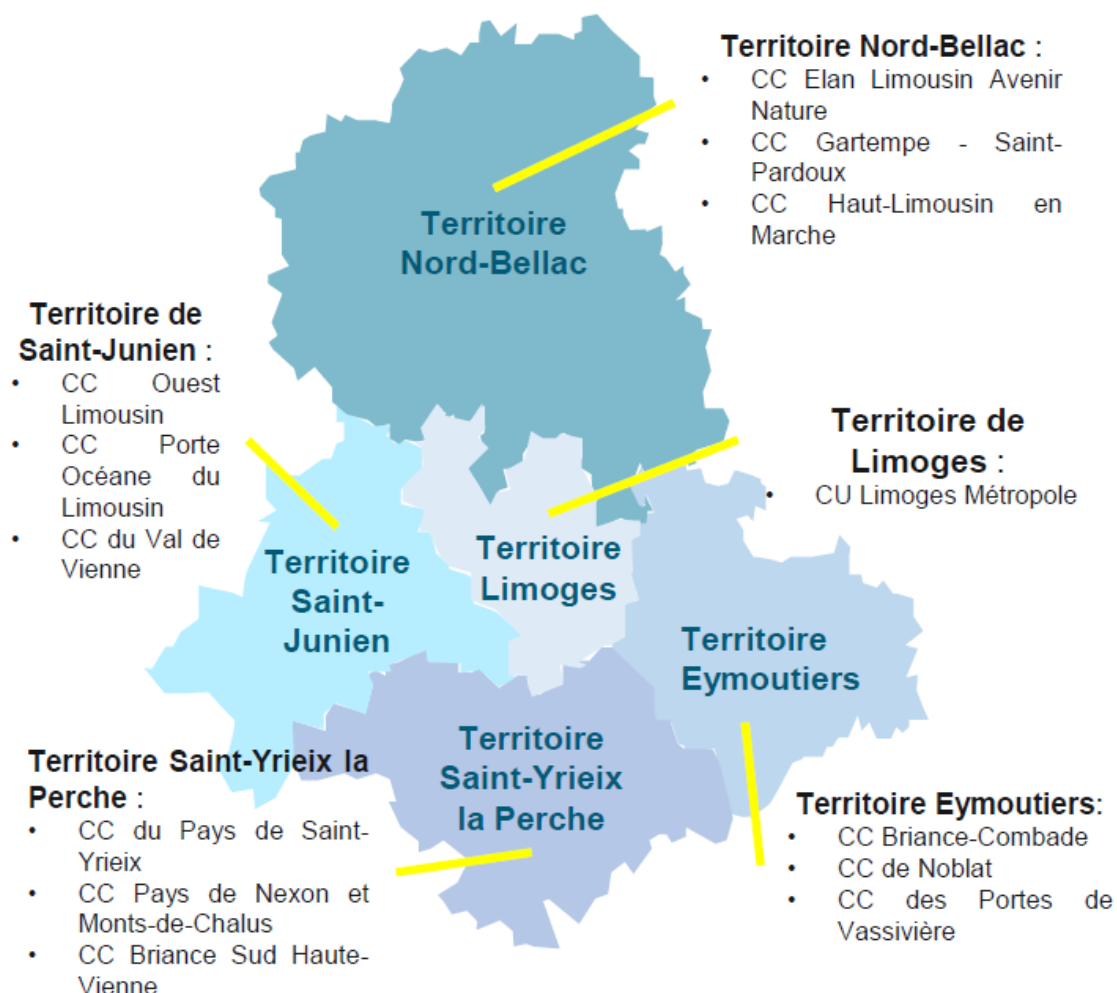 Territoire Nord-Bellac :
• CC Elan Limousin Avenir
Nature
• CC Gartempe - Saint-
Pardoux
• CC Haut-Limousin en
Marche
Territoire
Nord-Bellac
Territoire de
Saint-Junien :
• CC Ouest
Limousin
• CC Porte
Océane du
Limousin
• CC du Val de
Vienne
Territoire de
Limoges :
• CU Limoges Métropole
Territoire
Saint-
Junien
Territoire
Limoges
Territoire
Eymoutiers
Territoire
Saint-Yrieix
la Perche
Territoire Saint-Yrieix la
Perche :
• CC du Pays de Saint-
Yrieix
• CC Pays de Nexon et
Monts-de-Chalus
• CC Briance Sud Haute-
Vienne
Territoire Eymoutiers:
• CC Briance-Combade
• CC de Noblat
• CC des Portes de
Vassivière